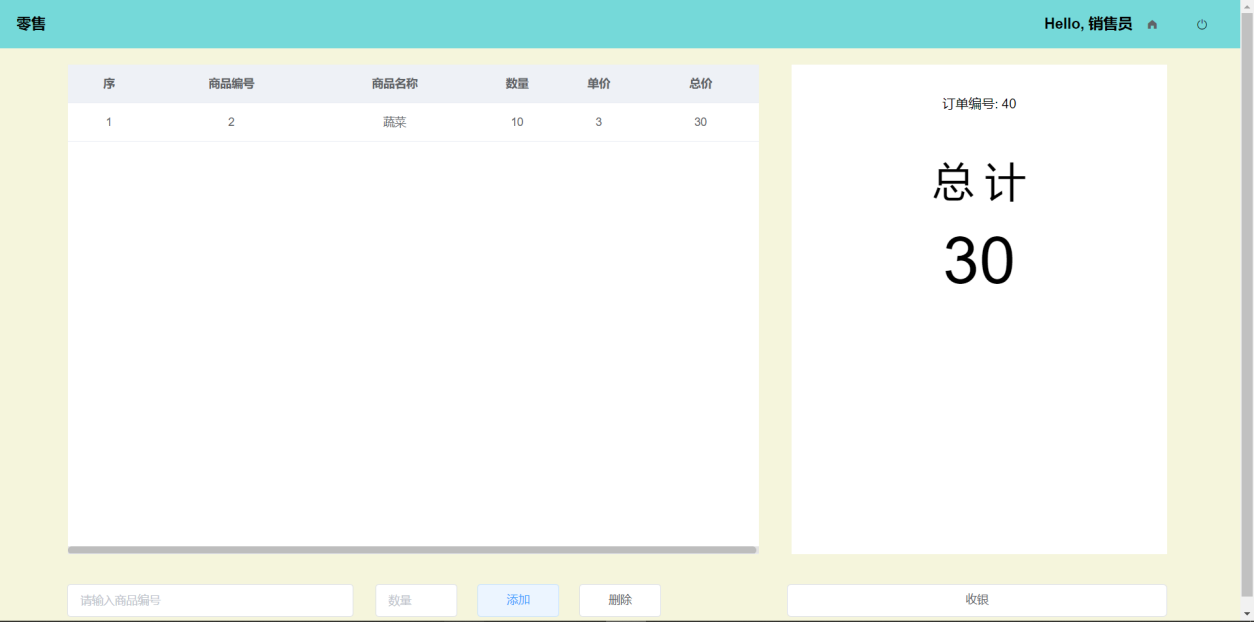 零售 Hello, 销售员
序 商品编号 商品名称 数量 单价 总价
1 2 蔬菜 10 3 30
订单编号: 40
总 计
30
请输入商品编号 数量 添加 删除 收银